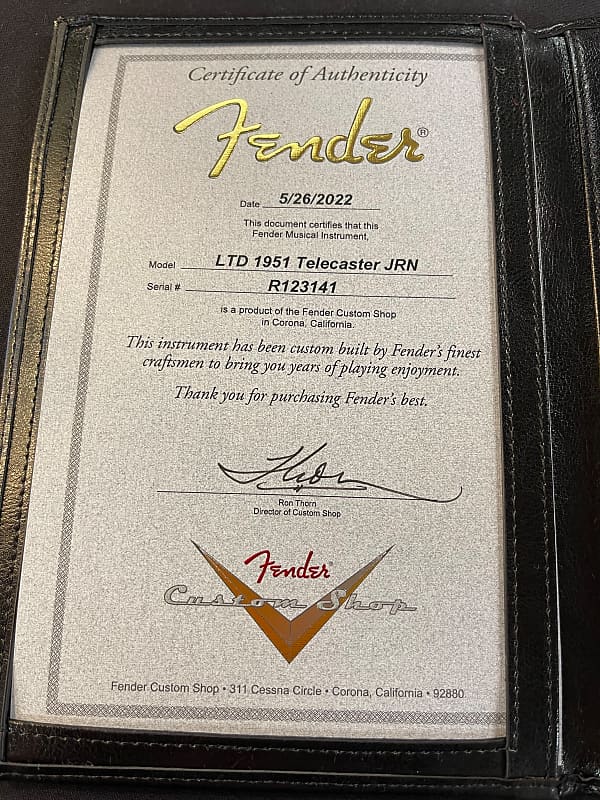 Certificate of Authenticity
Fender®
Date 5/26/2022
This document certifies that this
Fender Musical Instrument,
Model LTD 1951 Telecaster JRN
Serial # R123141
is a product of the Fender Custom Shop
in Corona, California.
This instrument has been custom built by Fender's finest
craftsmen to bring you years of playing enjoyment.
Thank you for purchasing Fender's best.
Ron Thorn
Director of Custom Shop
Fender
Custom Shop
Fender Custom Shop • 311 Cessna Circle • Corona, California • 92880